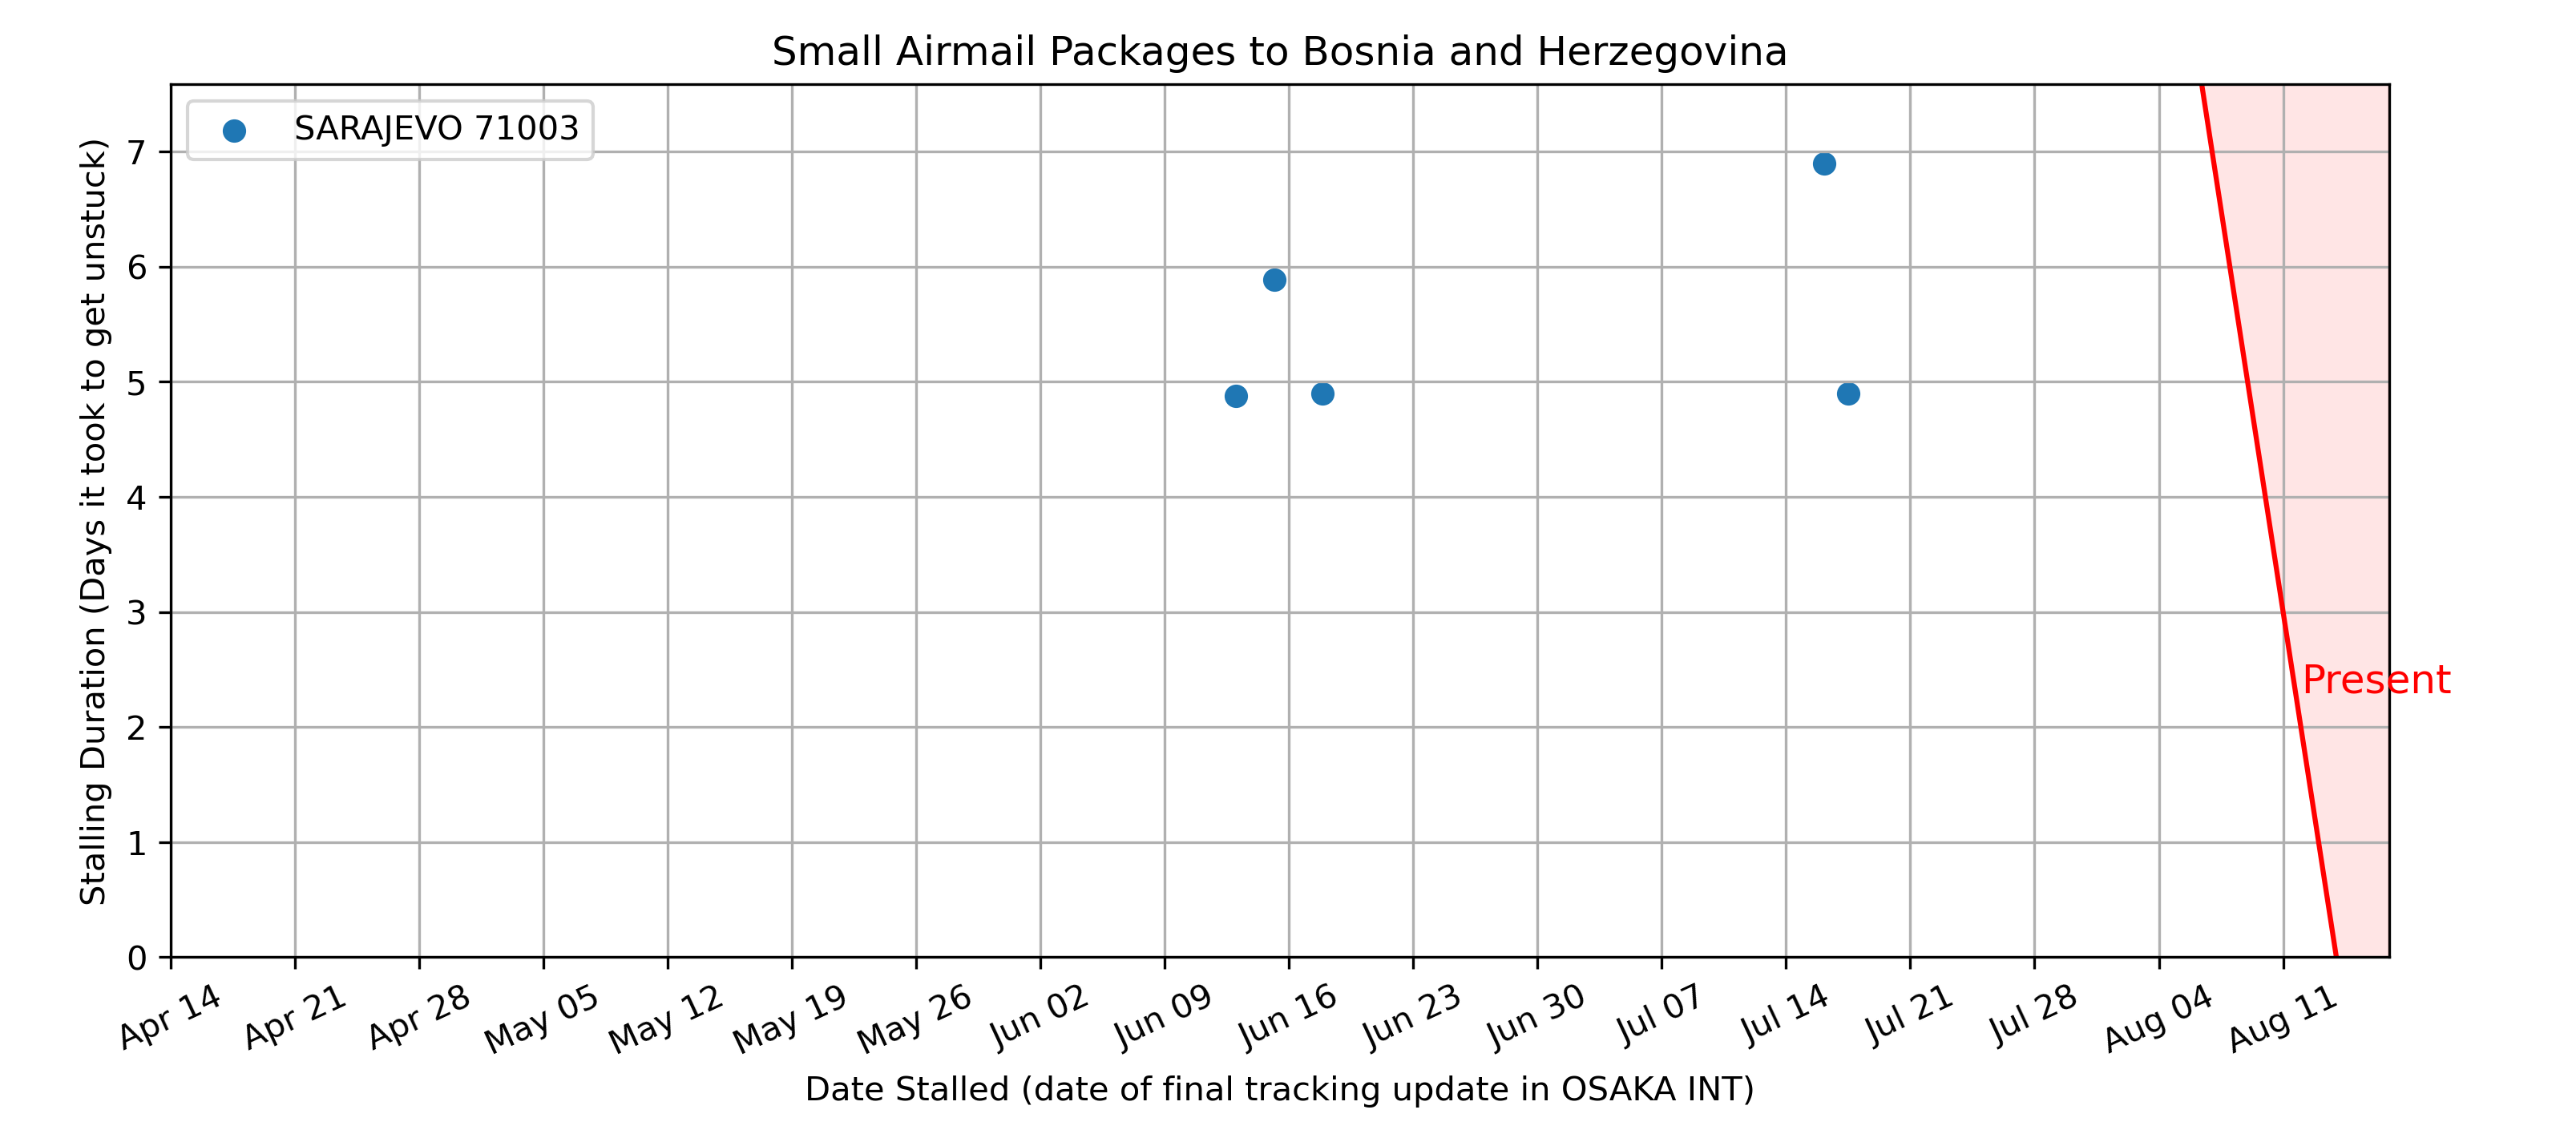 Small Airmail Packages to Bosnia and Herzegovina
SARAJEVO 71003
Stalling Duration (Days it took to get unstuck)
7
6
5
4
3
2
1
0
Present
Apr 14
Apr 21
Apr 28
May 05
May 12
May 19
May 26
Jun 02
Jun 09
Jun 16
Jun 23
Jun 30
Jul 07
Jul 14
Jul 21
Jul 28
Aug 04
Aug 11
Date Stalled (date of final tracking update in OSAKA INT)